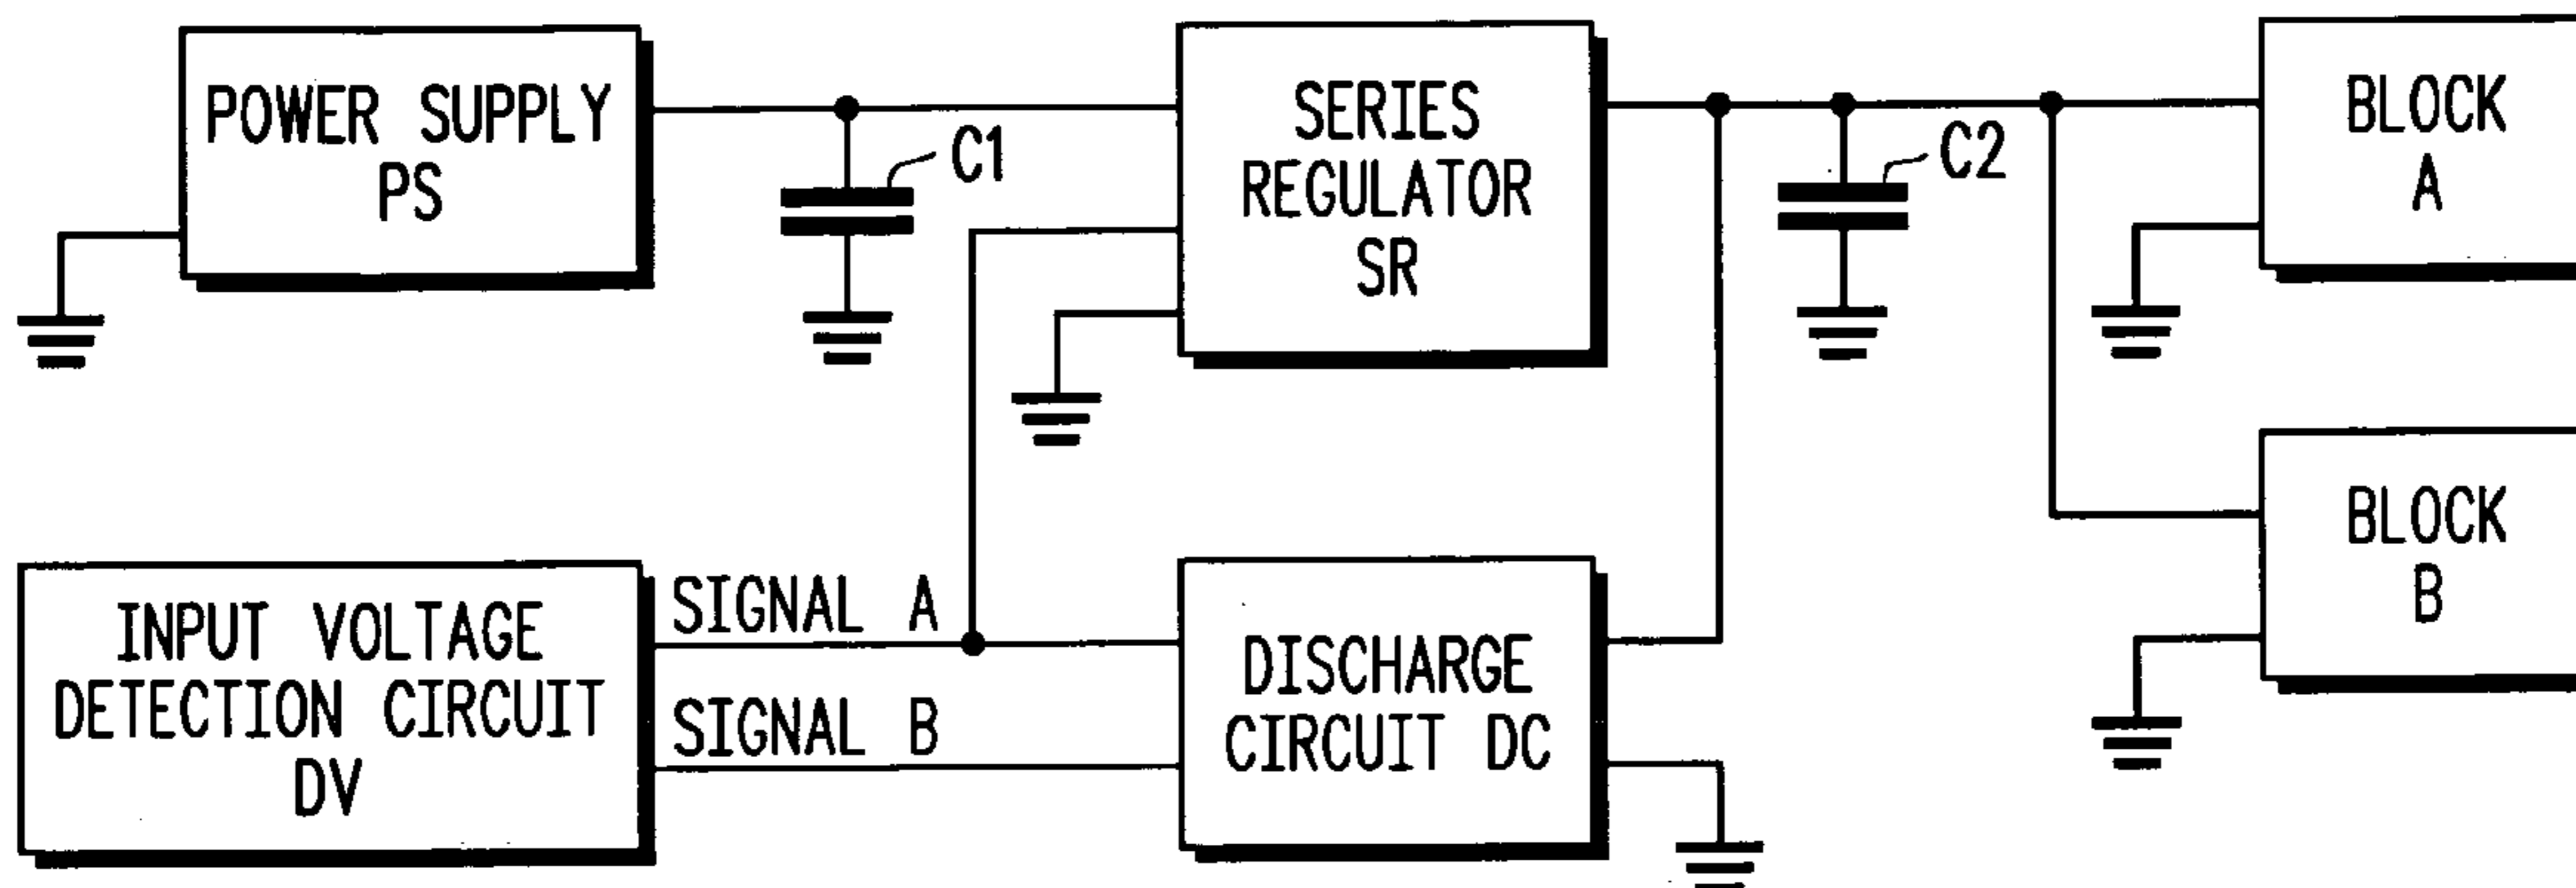 POWER SUPPLY
PS
C1
SERIES
REGULATOR
SR
C2
BLOCK
A
INPUT VOLTAGE
DETECTION CIRCUIT
DV
SIGNAL A
SIGNAL B
DISCHARGE
CIRCUIT DC
BLOCK
B